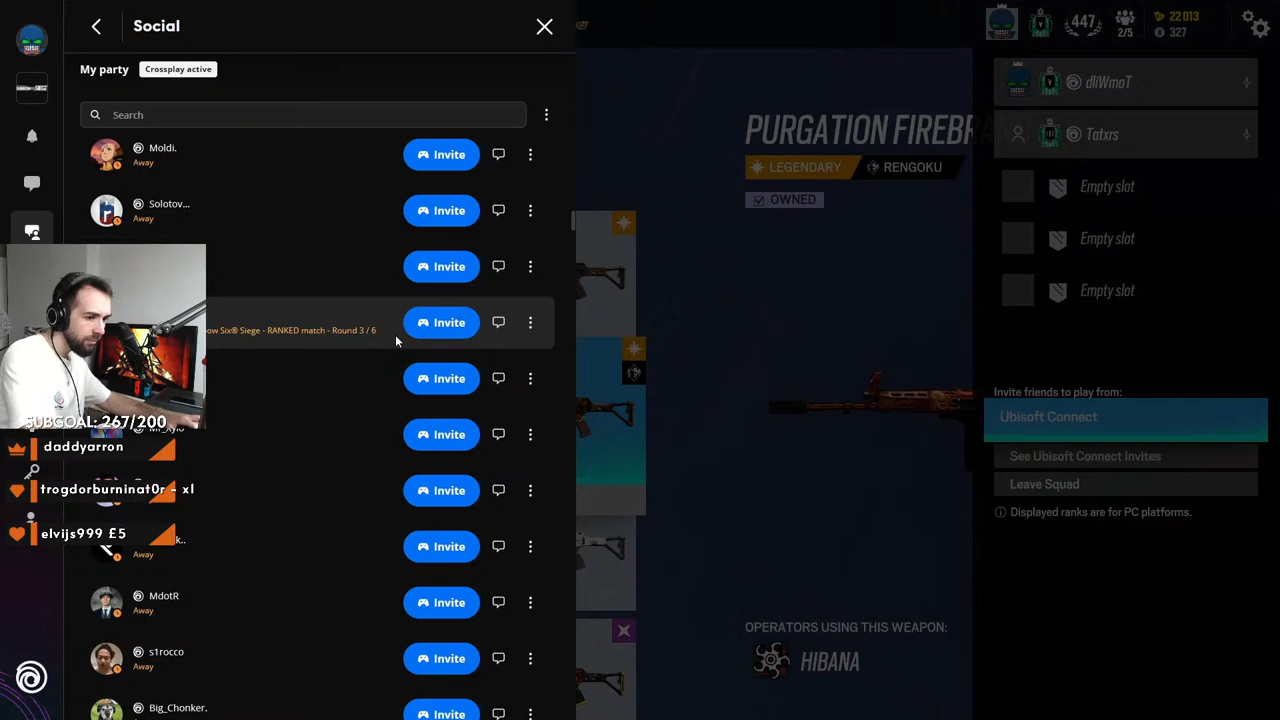 Social
My party
Crossplay active
Search
Moldi.
Away
Invite
Solotov...
Away
Invite
Invite
ow Six® Siege - RANKED match - Round 3 / 6
Invite
Invite
Invite
Invite
Away
Invite
MdotR
Away
Invite
s1rocco
Away
Invite
Big_Chonker.
Invite
SUBGOAL: 267/200
daddyarron
trogdorburninat0r - x1
elvijs999 £5
447
2/5
22 013
327
PURGATION FIREBR
LEGENDARY
RENGOKU
OWNED
dliWmoT
Tatxrs
Empty slot
Empty slot
Empty slot
Invite friends to play from:
Ubisoft Connect
See Ubisoft Connect Invites
Leave Squad
Displayed ranks are for PC platforms.
OPERATORS USING THIS WEAPON:
HIBANA